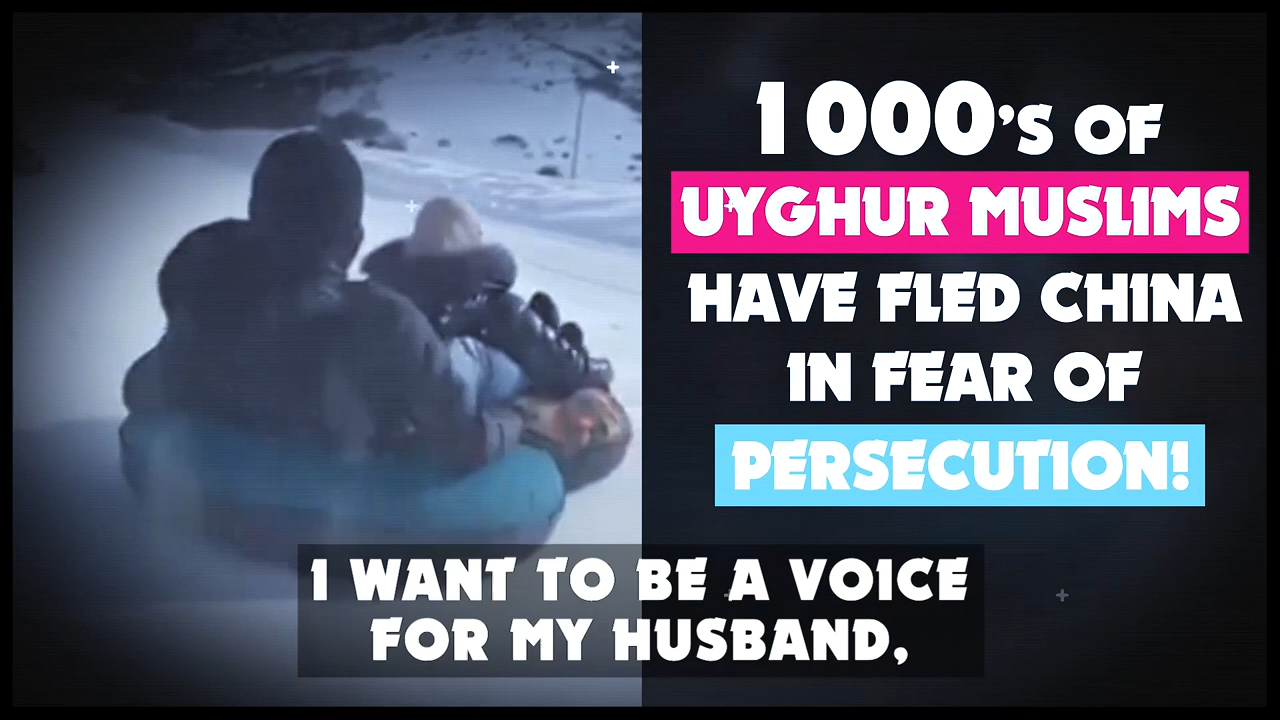 1000's OF
UYGHUR MUSLIMS
HAVE FLED CHINA
IN FEAR OF
PERSECUTION!
I WANT TO BE A VOICE
FOR MY HUSBAND,